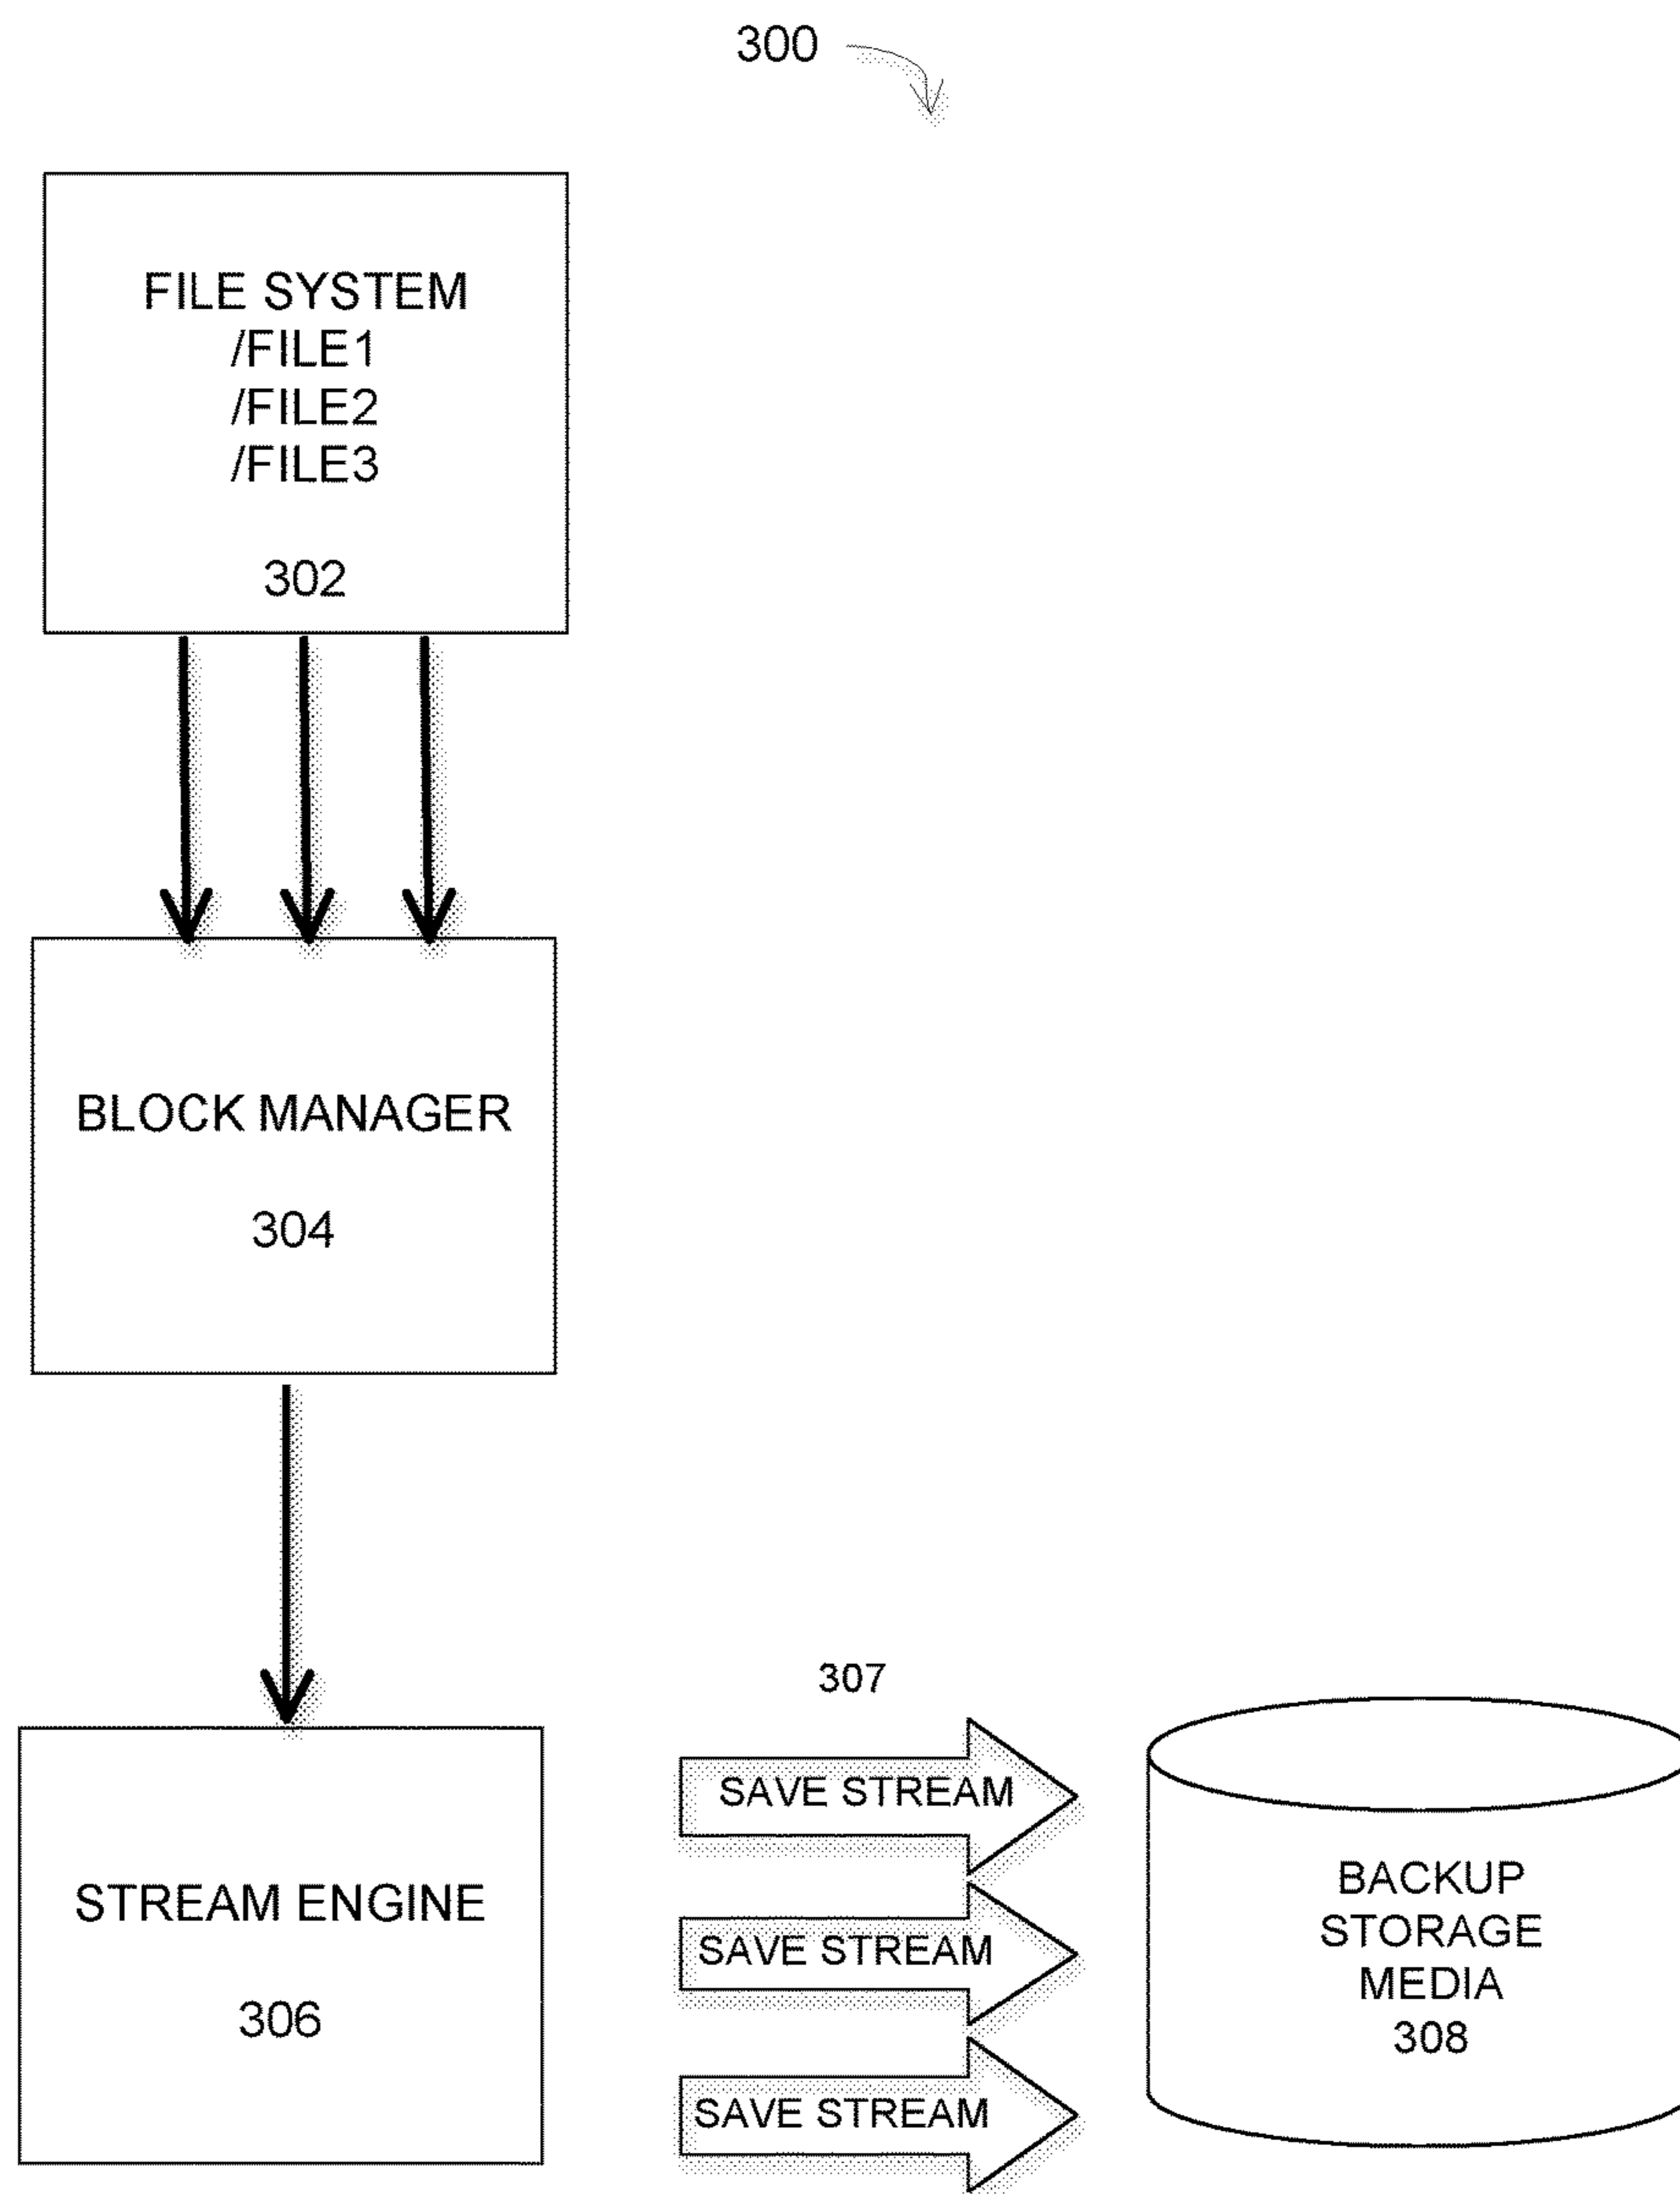 300
FILE SYSTEM
/FILE1
/FILE2
/FILE3
302
BLOCK MANAGER
304
STREAM ENGINE
306
307
SAVE STREAM
SAVE STREAM
SAVE STREAM
BACKUP
STORAGE
MEDIA
308